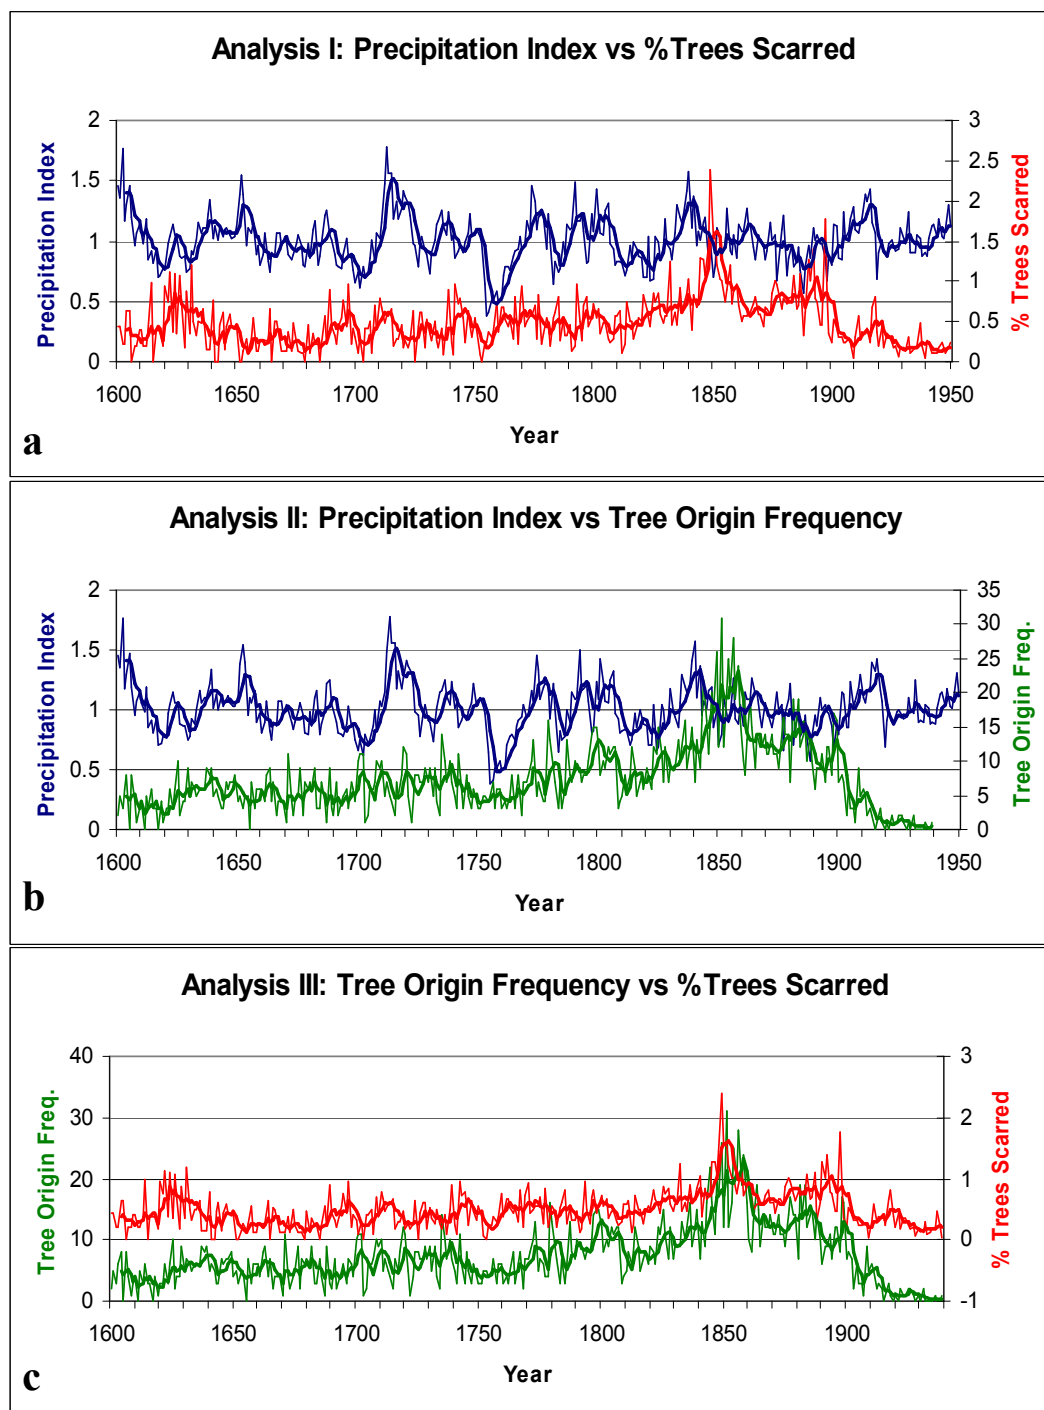 Analysis I: Precipitation Index vs %Trees Scarred
2
1.5
1
0.5
0
Precipitation Index
3
2.5
2
1.5
1
0.5
0
% Trees Scarred
1600 1650 1700 1750 1800 1850 1900 1950
Year
a
Analysis II: Precipitation Index vs Tree Origin Frequency
2
1.5
1
0.5
0
Precipitation Index
35
30
25
20
15
10
5
0
Tree Origin Freq.
1600 1650 1700 1750 1800 1850 1900 1950
Year
b
Analysis III: Tree Origin Frequency vs %Trees Scarred
40
30
20
10
0
Tree Origin Freq.
3
2
1
0
-1
% Trees Scarred
1600 1650 1700 1750 1800 1850 1900
Year
c